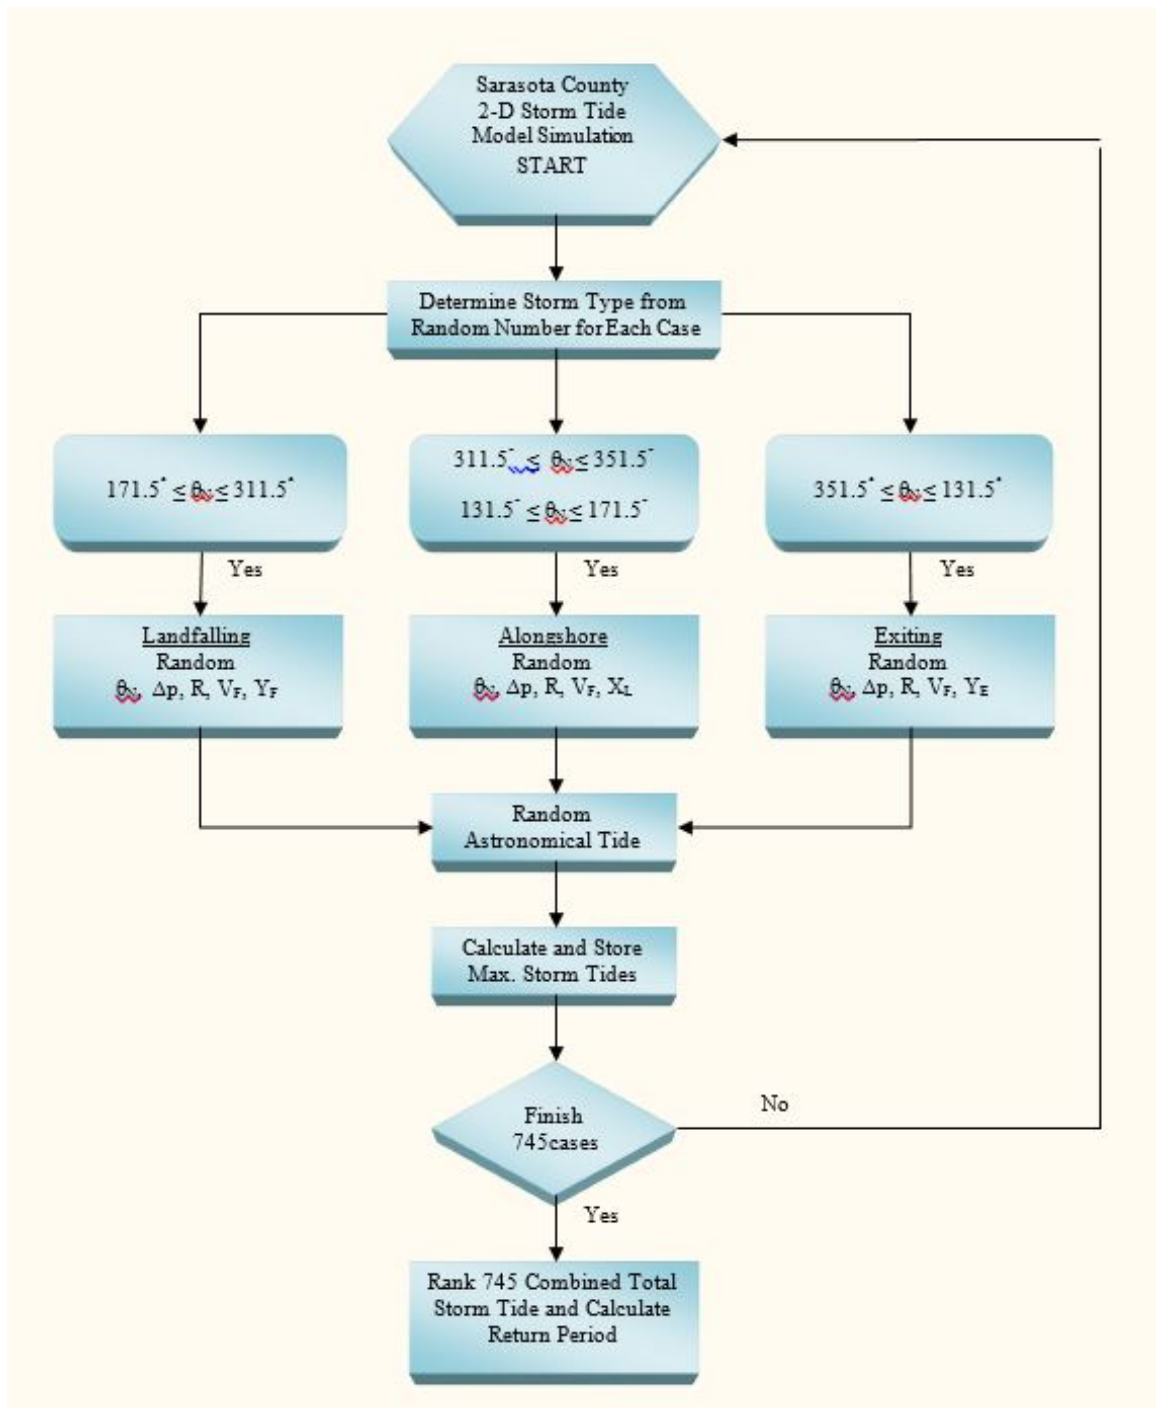 Sarasota County
2-D Storm Tide
Model Simulation
START
Determine Storm Type from
Random Number for Each Case
171.5° ≤ θN ≤ 311.5°
311.5° ≤ θN ≤ 351.5°
131.5° ≤ θN ≤ 171.5°
351.5° ≤ θN ≤ 131.5°
Yes
Yes
Yes
Landfalling
Random
θN, Δp, R, VF, YF
Alongshore
Random
θN, Δp, R, VF, XL
Exiting
Random
θN, Δp, R, VF, YE
Random
Astronomical Tide
Calculate and Store
Max. Storm Tides
Finish
745cases
No
Yes
Rank 745 Combined Total
Storm Tide and Calculate
Return Period